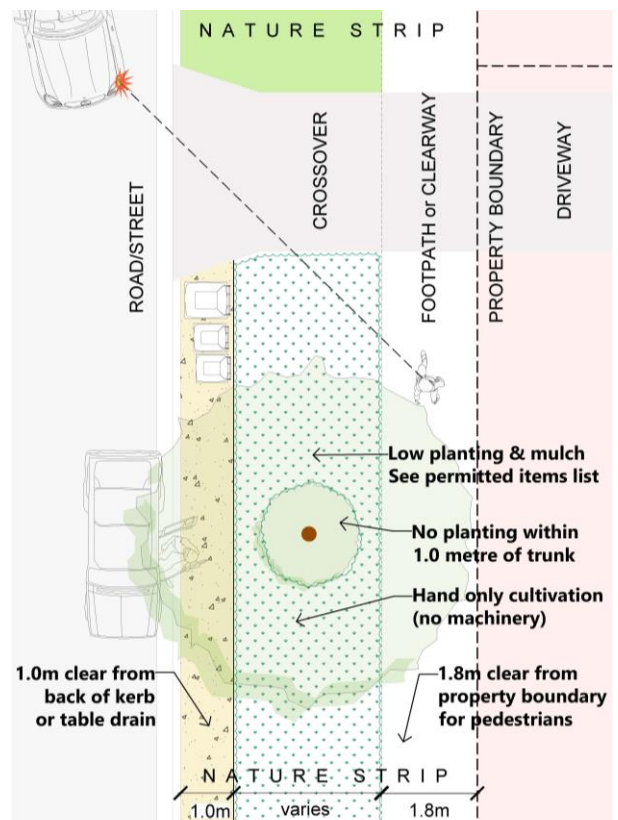 NATURE STRIP
ROAD/STREET
CROSSOVER
FOOTPATH or CLEARWAY
PROPERTY BOUNDARY
DRIVEWAY
Low planting & mulch
See permitted items list
No planting within
1.0 metre of trunk
Hand only cultivation
(no machinery)
1.0m clear from
back of kerb
or table drain
1.8m clear from
property boundary
for pedestrians
NATURE STRIP
1.0m
varies
1.8m